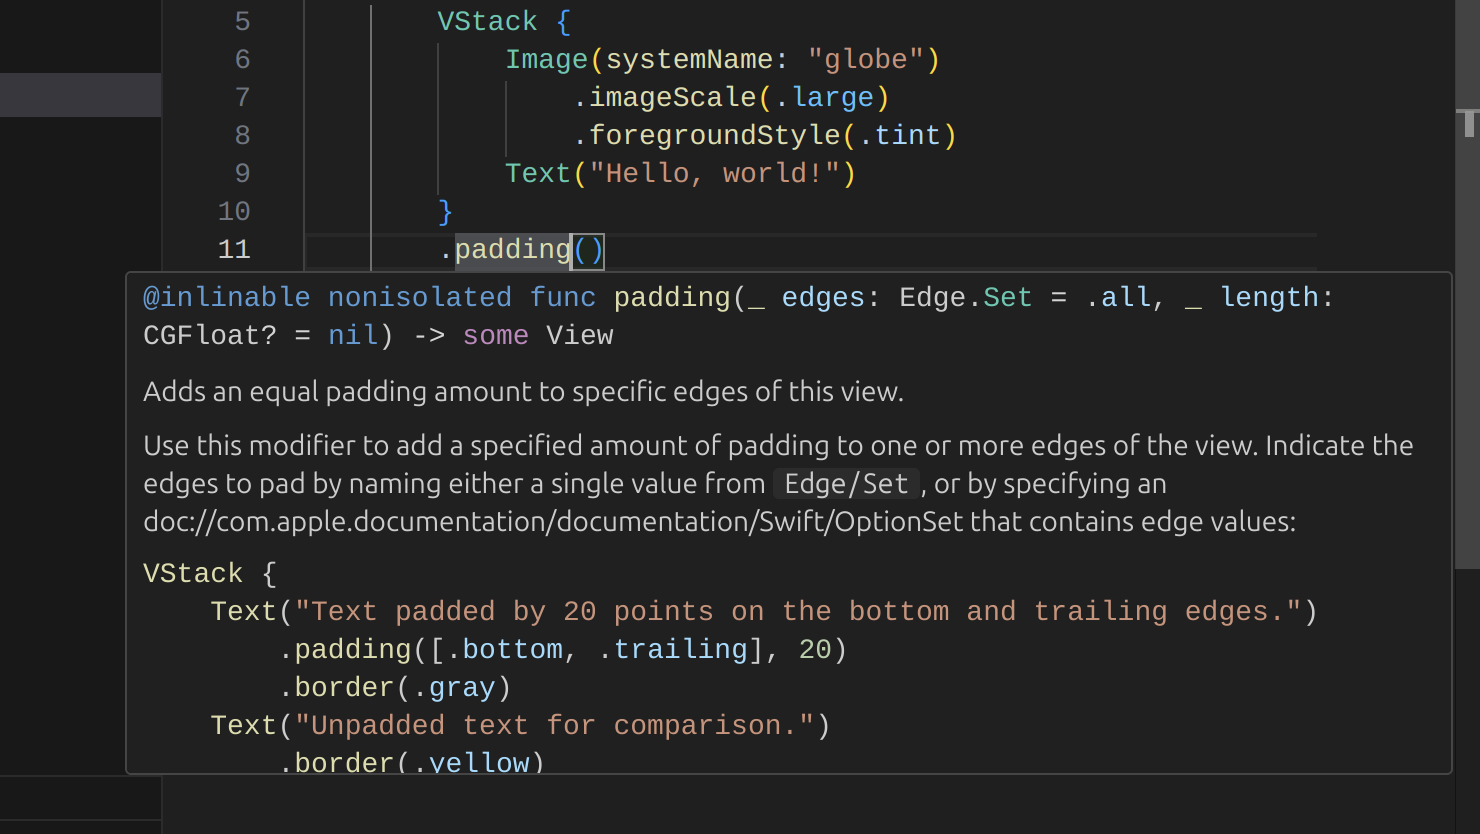 5 VStack {
6 Image(systemName: "globe")
7 .imageScale(.large)
8 .foregroundStyle(.tint)
9 Text("Hello, world!")
10 }
11 .padding()
@inlinable nonisolated func padding(_ edges: Edge.Set = .all, _ length:
CGFloat? = nil) -> some View
Adds an equal padding amount to specific edges of this view.
Use this modifier to add a specified amount of padding to one or more edges of the view. Indicate the
edges to pad by naming either a single value from Edge/Set, or by specifying an
doc://com.apple.documentation/documentation/Swift/OptionSet that contains edge values:
VStack {
Text("Text padded by 20 points on the bottom and trailing edges.")
.padding([.bottom, .trailing], 20)
.border(.gray)
Text("Unpadded text for comparison.")
.border(.yellow)